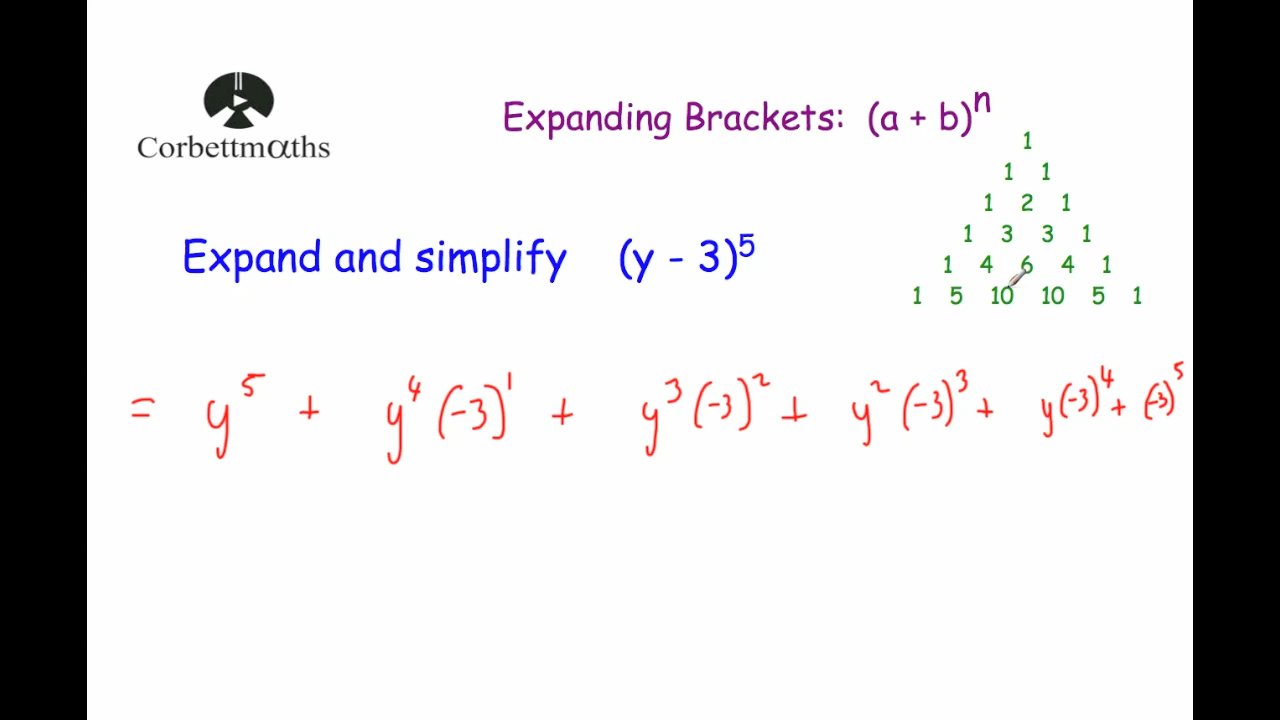 Corbettmαths
Expanding Brackets: (a + b)ⁿ
1
1 1
1 2 1
1 3 3 1
1 4 6 4 1
1 5 10 10 5 1
Expand and simplify (y - 3)⁵
= y⁵ + y⁴(-3)¹ + y³(-3)² + y²(-3)³ + y(-3)⁴ + (-3)⁵